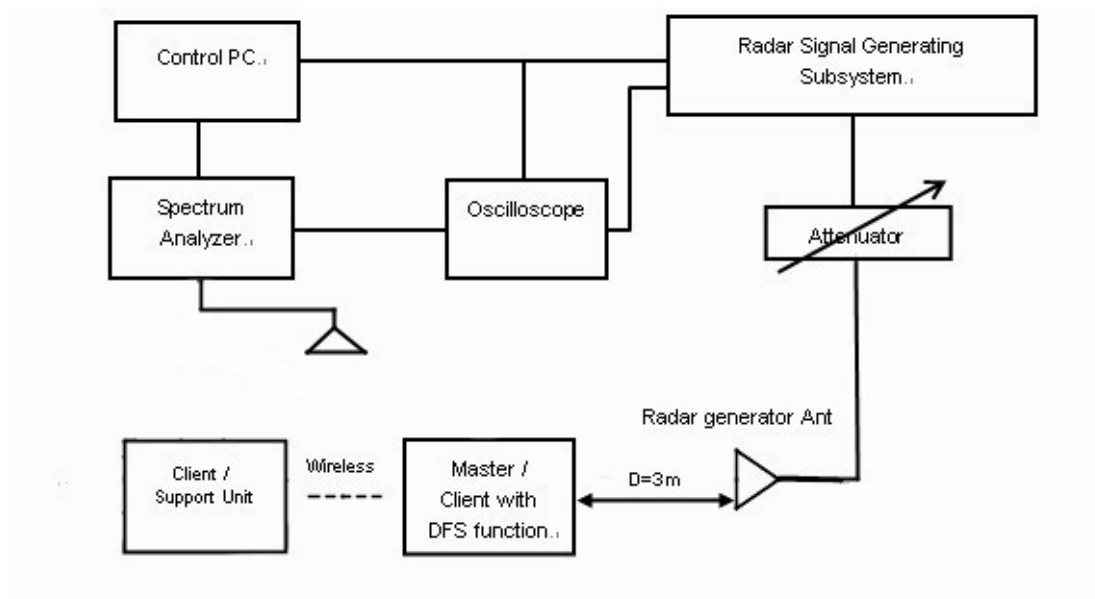 Control PC.
Radar Signal Generating
Subsystem.
Spectrum
Analyzer.
Oscilloscope
Attenuator
Radar generator Ant
Client /
Support Unit
Wireless
Master /
Client with
DFS function.
D=3m